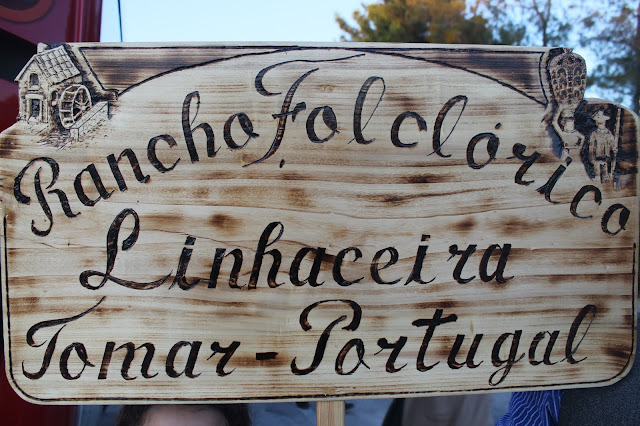 Rancho Folclórico
Linhaceira
Tomar-Portugal